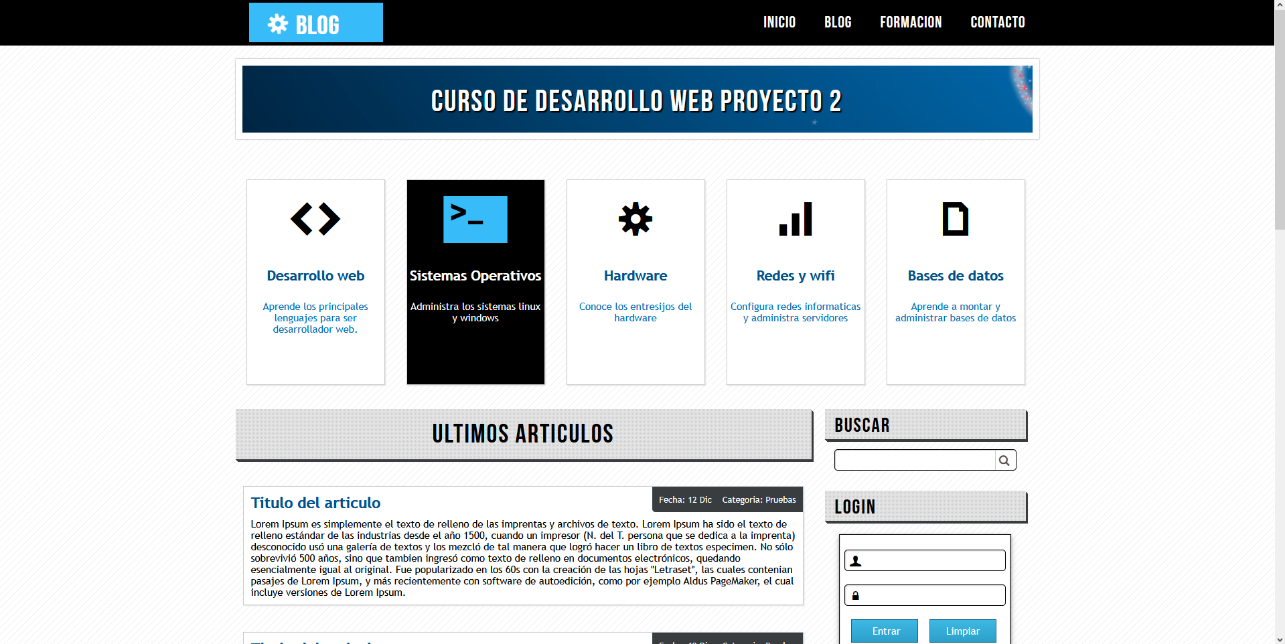 BLOG
INICIO BLOG FORMACION CONTACTO
CURSO DE DESARROLLO WEB PROYECTO 2
>_
Desarrollo web
Aprende los principales
lenguajes para ser
desarrollador web.
Sistemas Operativos
Administra los sistemas linux
y windows
Hardware
Conoce los entresijos del
hardware
Redes y wifi
Configura redes informaticas
y administra servidores
Bases de datos
Aprende a montar y
administrar bases de datos
ULTIMOS ARTICULOS
Titulo del articulo
Fecha: 12 Dic Categoria: Pruebas
Lorem Ipsum es simplemente el texto de relleno de las imprentas y archivos de texto. Lorem Ipsum ha sido el texto de
relleno estándar de las industrias desde el año 1500, cuando un impresor (N. del T. persona que se dedica a la imprenta)
desconocido usó una galería de textos y los mezcló de tal manera que logró hacer un libro de textos especimen. No sólo
sobrevivió 500 años, sino que tambien ingresó como texto de relleno en documentos electrónicos, quedando
esencialmente igual al original. Fue popularizado en los 60s con la creación de las hojas "Letraset", las cuales contenian
pasajes de Lorem Ipsum, y más recientemente con software de autoedición, como por ejemplo Aldus PageMaker, el cual
incluye versiones de Lorem Ipsum.
BUSCAR
LOGIN
Entrar Limpiar